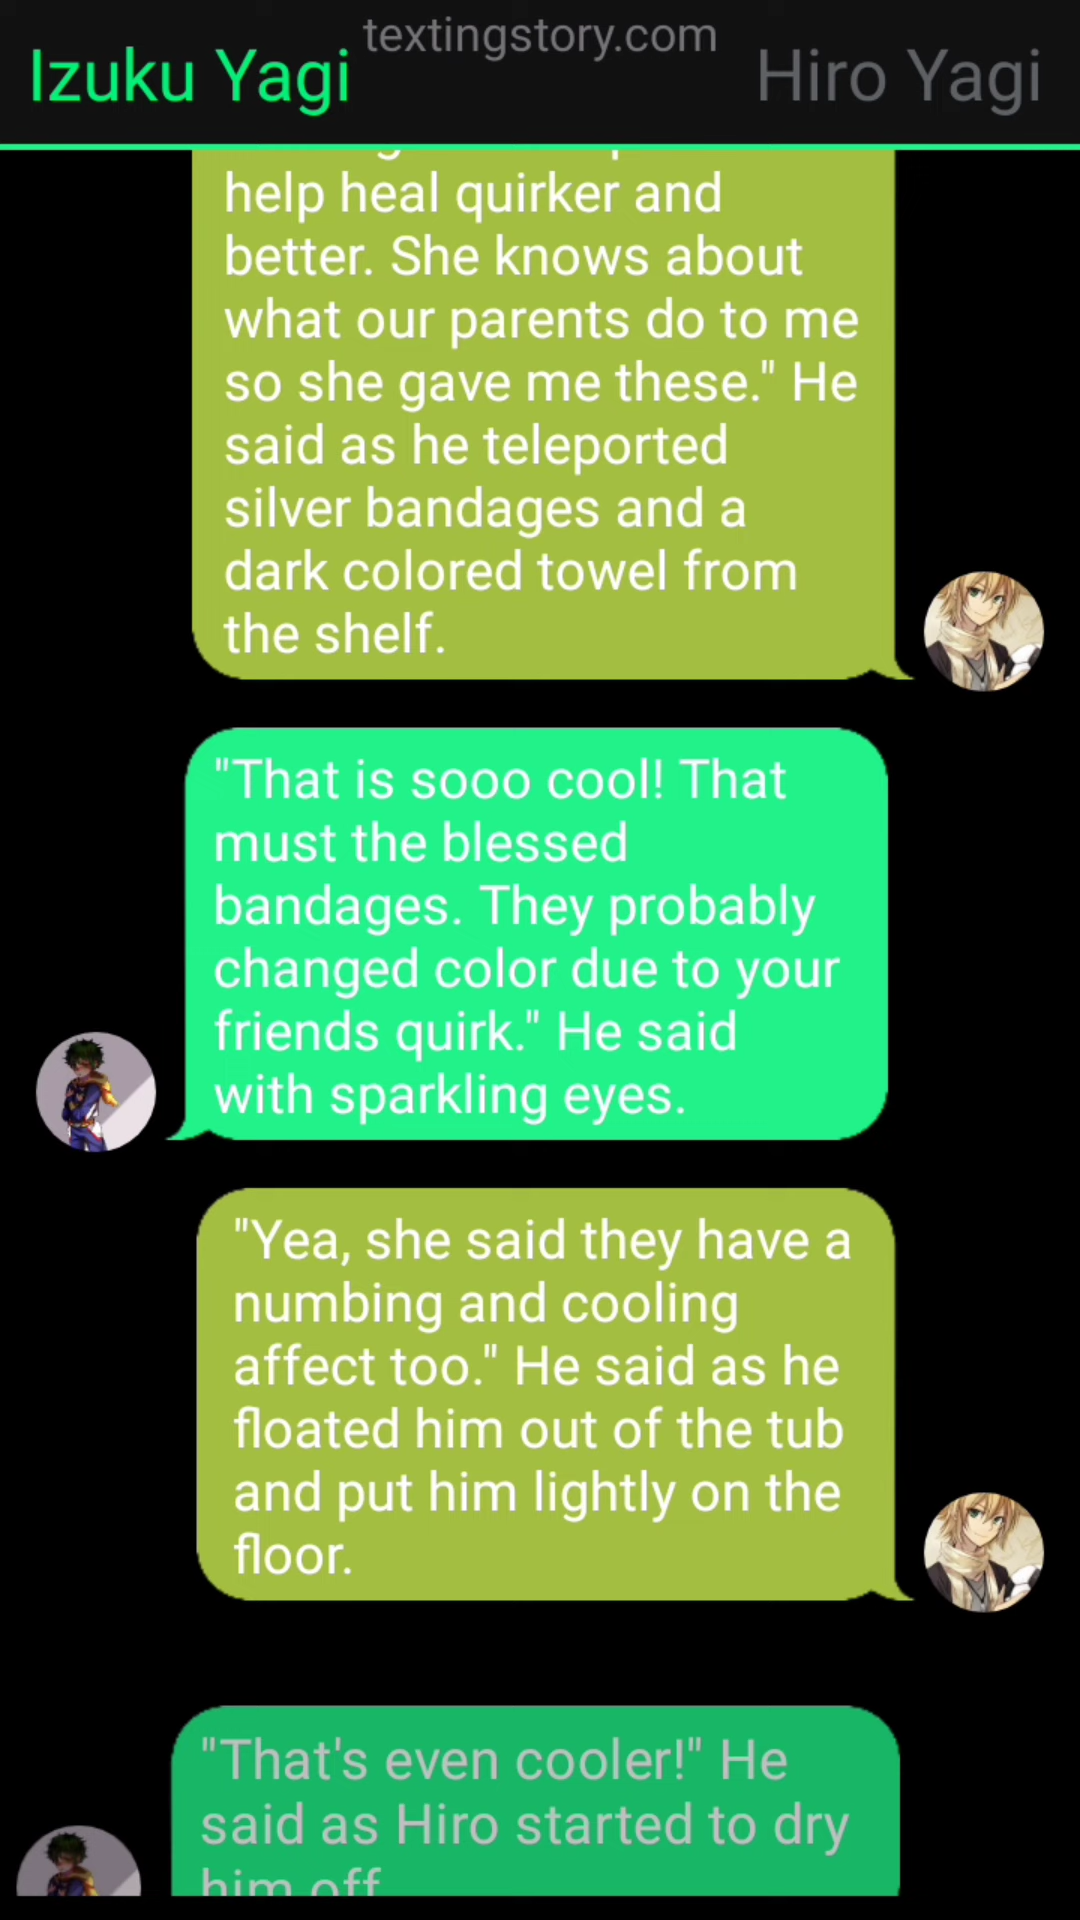 textingstory.com
Izuku Yagi
Hiro Yagi
help heal quirker and
better. She knows about
what our parents do to me
so she gave me these." He
said as he teleported
silver bandages and a
dark colored towel from
the shelf.
"That is sooo cool! That
must the blessed
bandages. They probably
changed color due to your
friends quirk." He said
with sparkling eyes.
"Yea, she said they have a
numbing and cooling
affect too." He said as he
floated him out of the tub
and put him lightly on the
floor.
"That's even cooler!" He
said as Hiro started to dry
him off